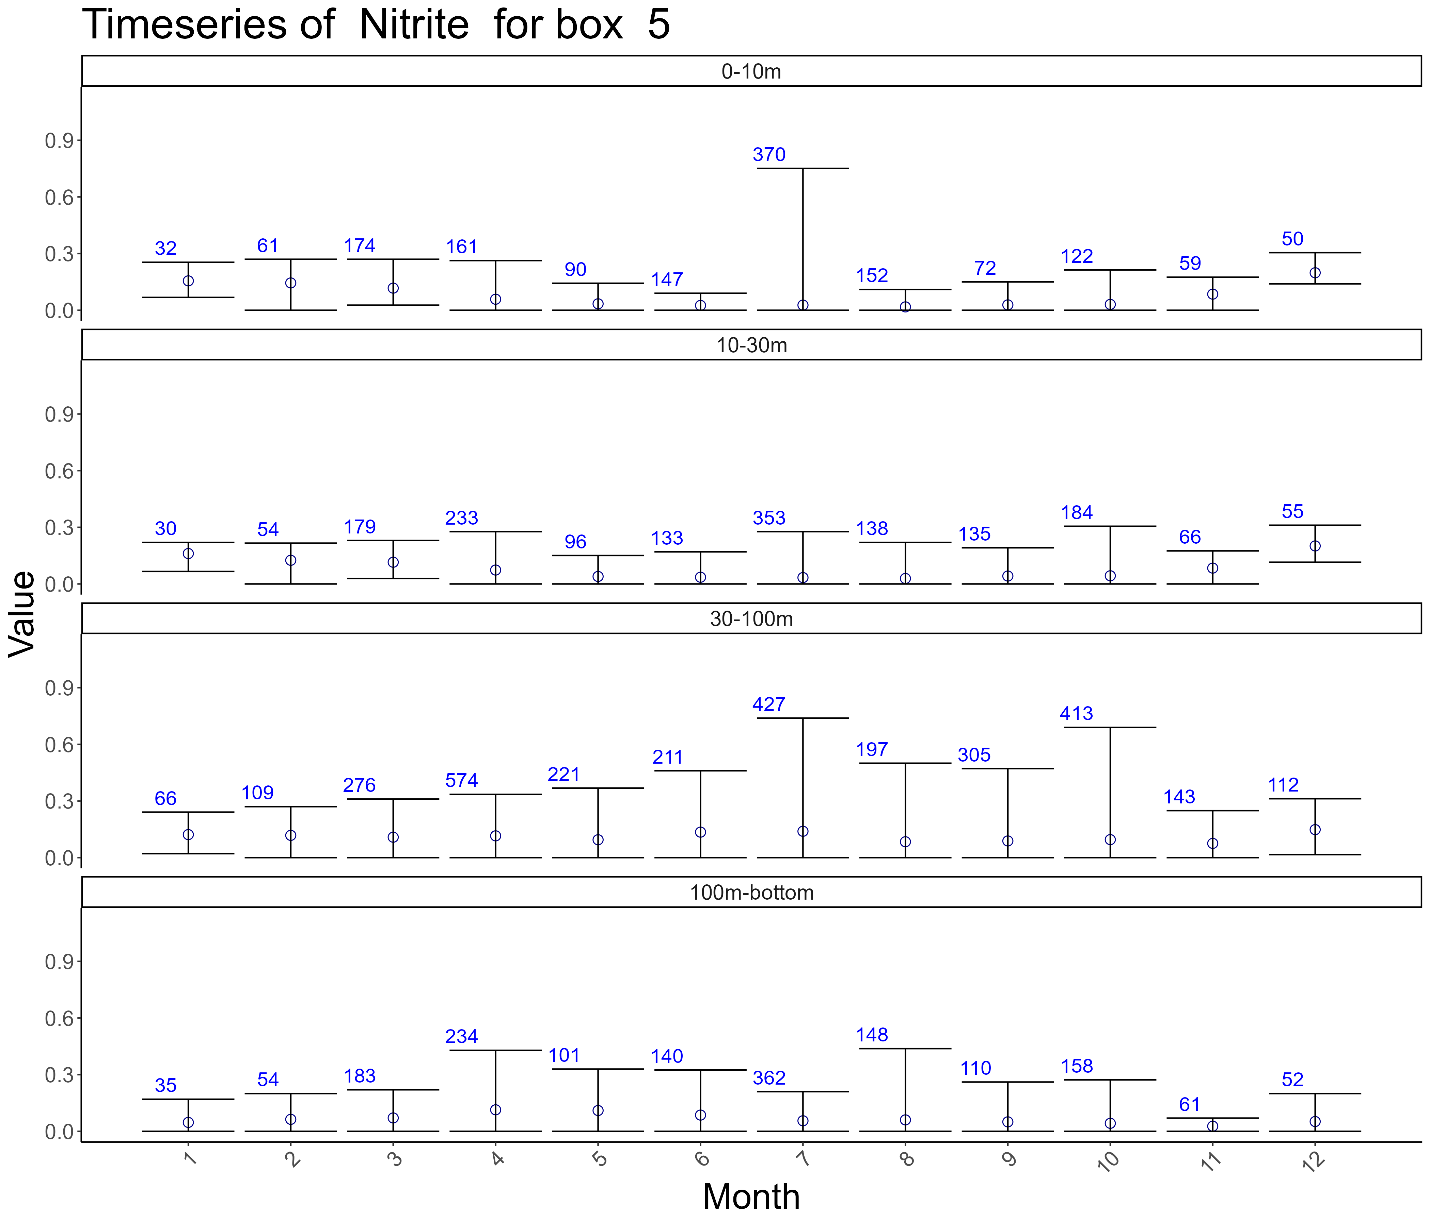 Timeseries of  Nitrite  for box  5
0-10m
0.9
0.6
0.3
0.0
32 61 174 161 90 147 370 152 72 122 59 50
10-30m
0.9
0.6
0.3
0.0
30 54 179 233 96 133 353 138 135 184 66 55
30-100m
0.9
0.6
0.3
0.0
66 109 276 574 221 211 427 197 305 413 143 112
100m-bottom
0.9
0.6
0.3
0.0
35 54 183 234 101 140 362 148 110 158 61 52
1 2 3 4 5 6 7 8 9 10 11 12
Month
Value